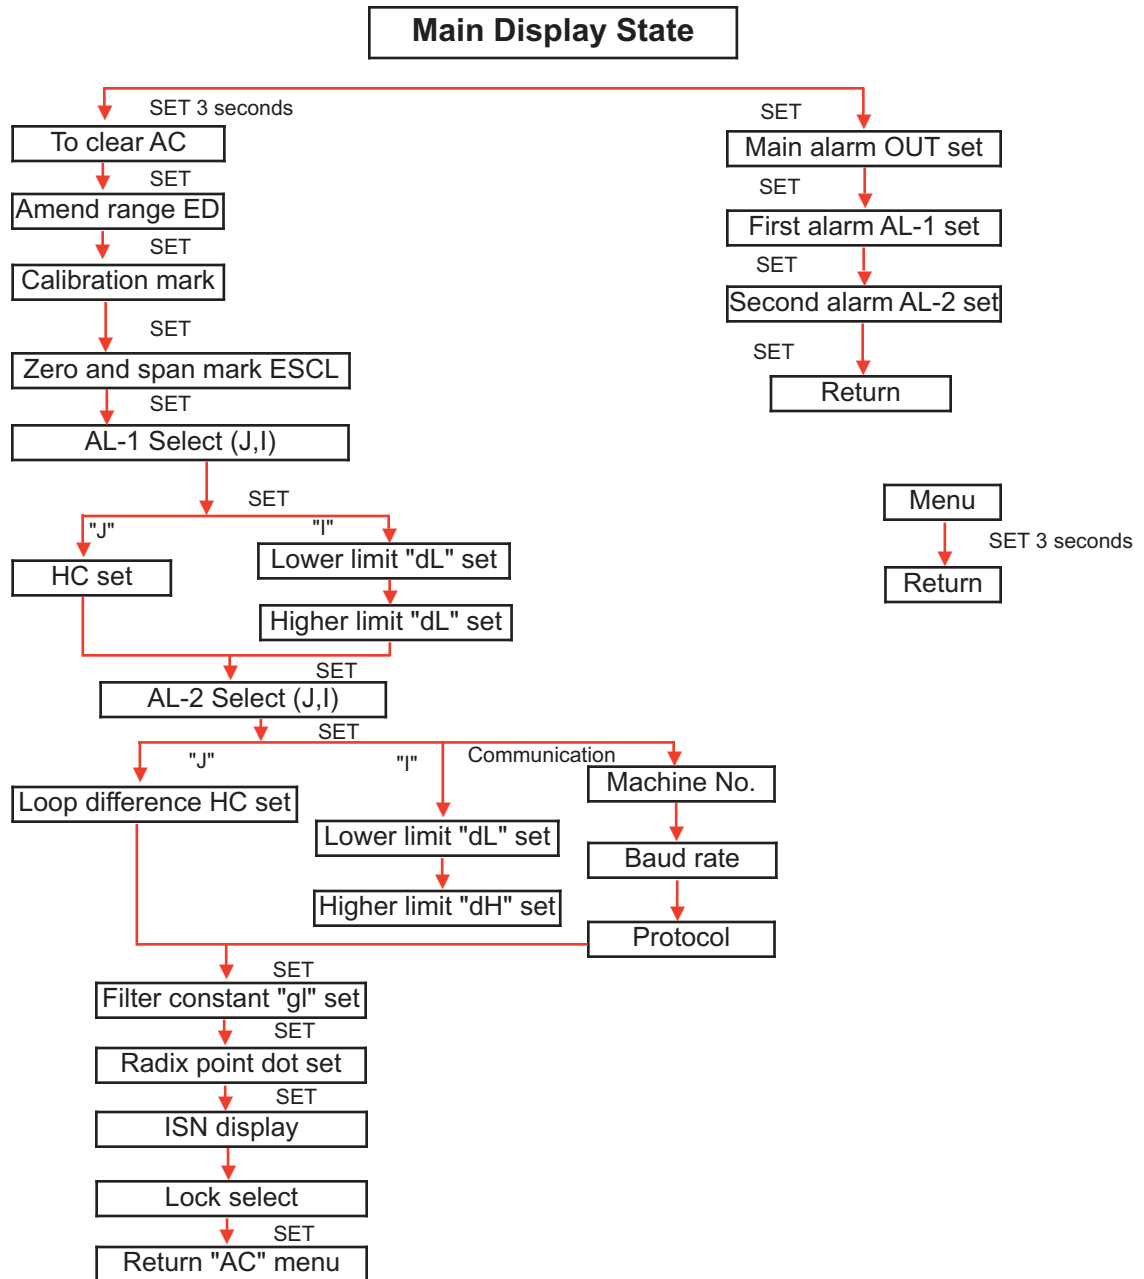 Main Display State
SET 3 seconds
To clear AC
SET
Amend range ED
SET
Calibration mark
SET
Zero and span mark ESCL
SET
AL-1 Select (J,I)
SET
"J"
"I"
HC set
Lower limit "dL" set
Higher limit "dL" set
SET
AL-2 Select (J,I)
SET
"J"
"I"
Communication
Loop difference HC set
Lower limit "dL" set
Higher limit "dH" set
Machine No.
Baud rate
Protocol
SET
Filter constant "gl" set
SET
Radix point dot set
SET
ISN display
Lock select
SET
Return "AC" menu
SET
Main alarm OUT set
SET
First alarm AL-1 set
SET
Second alarm AL-2 set
SET
Return
Menu
SET 3 seconds
Return